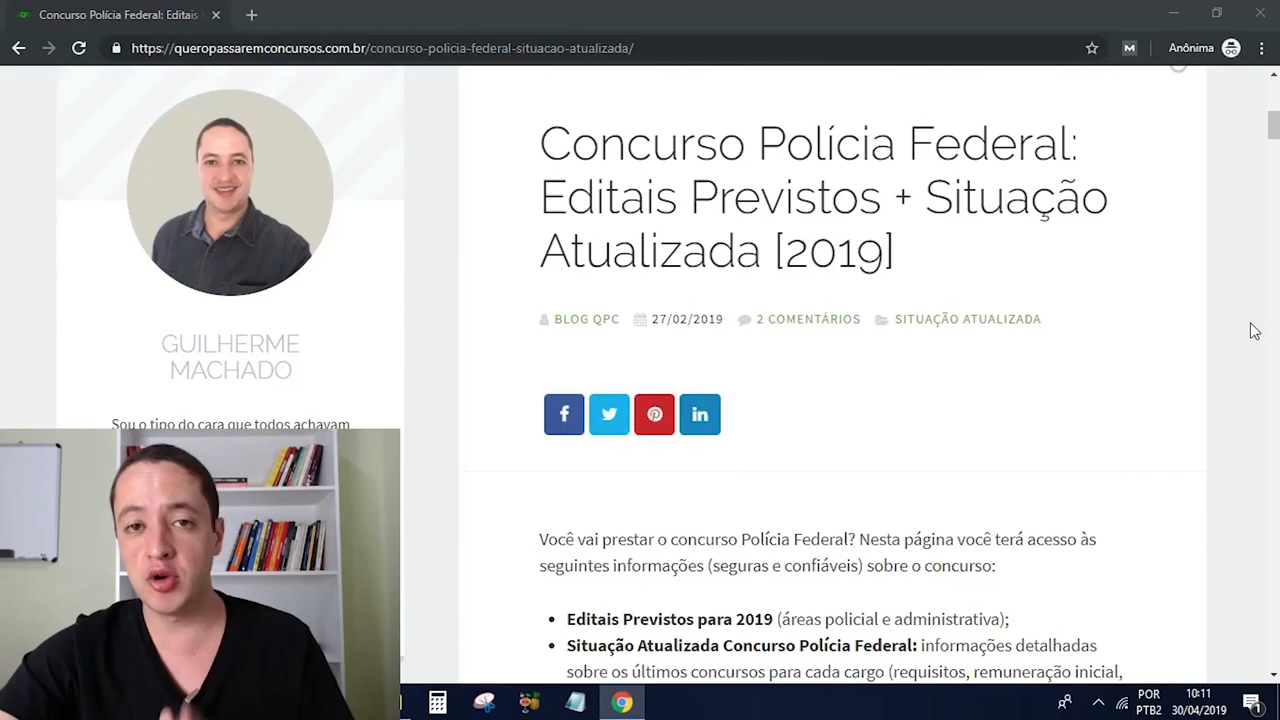 Concurso Polícia Federal: Editais
https://queropassaremconcursos.com.br/concurso-policia-federal-situacao-atualizada/
Anônima
GUILHERME
MACHADO
Sou o tipo do cara que todos achavam
Concurso Polícia Federal:
Editais Previstos + Situação
Atualizada [2019]
BLOG QPC 27/02/2019 2 COMENTÁRIOS SITUAÇÃO ATUALIZADA
Você vai prestar o concurso Polícia Federal? Nesta página você terá acesso às
seguintes informações (seguras e confiáveis) sobre o concurso:
• Editais Previstos para 2019 (áreas policial e administrativa);
• Situação Atualizada Concurso Polícia Federal: informações detalhadas
sobre os últimos concursos para cada cargo (requisitos, remuneração inicial,
POR
PTB2
10:11
30/04/2019
1